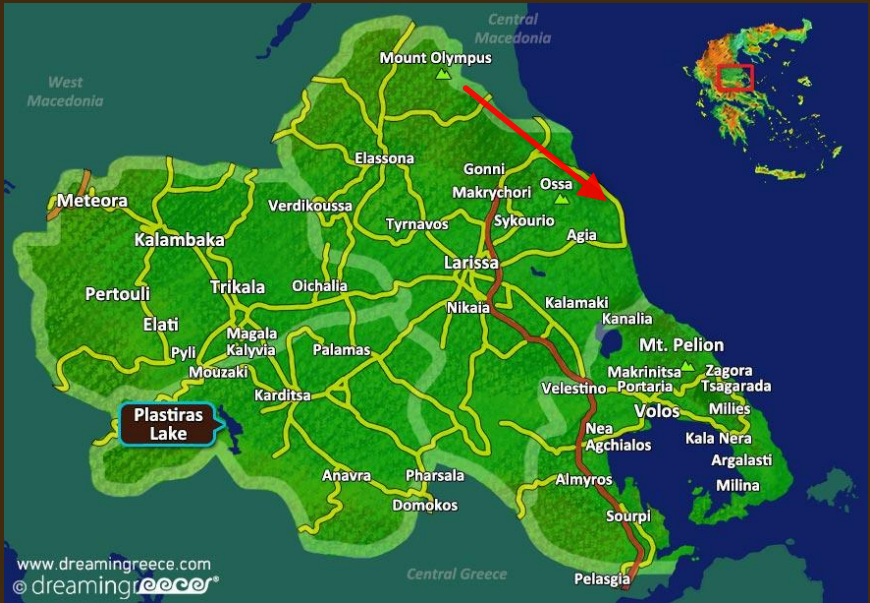 Central
Macedonia
Mount Olympus
West
Macedonia
Elassona
Gonni
Makrychori
Ossa
Meteora
Verdikoussa
Tyrnavos
Sykourio
Agia
Kalambaka
Larissa
Pertouli
Trikala
Oichalia
Nikaia
Kalamaki
Kanalia
Elati
Magala
Kalyvia
Palamas
Mt. Pelion
Pyli
Mouzaki
Makrinitsa
Portaria
Zagora
Tsagarada
Karditsa
Velestino
Volos
Milies
Plastiras
Lake
Nea
Agchialos
Kala Nera
Argalasti
Anavra
Pharsala
Almyros
Milina
Domokos
Sourpi
www.dreamingreece.com
© dreamingreece®
Central Greece
Pelasgia